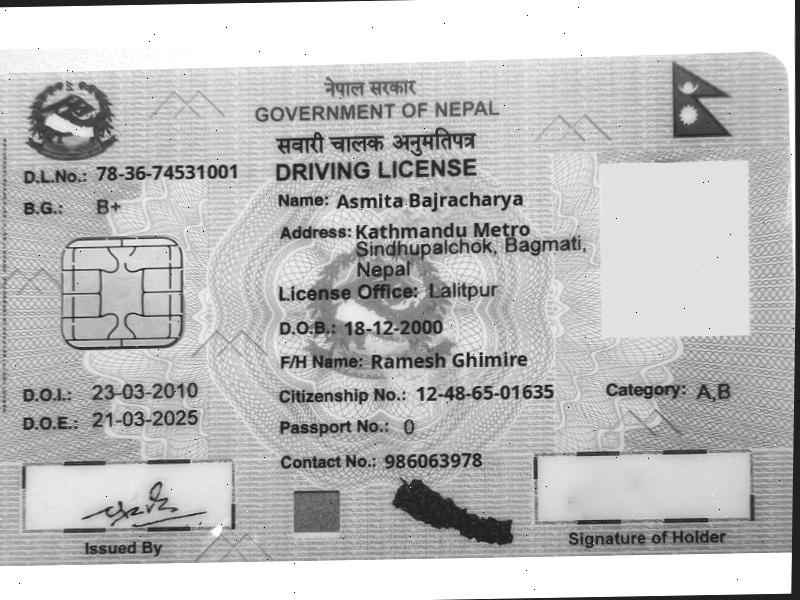 नेपाल सरकार
GOVERNMENT OF NEPAL
सवारी चालक अनुमतिपत्र
DRIVING LICENSE
D.L.No.: 78-36-74531001
B.G.: B+
Name: Asmita Bajracharya
Address: Kathmandu Metro
Sindhupalchok, Bagmati,
Nepal
License Office: Lalitpur
D.O.B.: 18-12-2000
F/H Name: Ramesh Ghimire
D.O.I.: 23-03-2010
Citizenship No.: 12-48-65-01635
Category: A,B
D.O.E.: 21-03-2025
Passport No.: 0
Contact No.: 986063978
Issued By
Signature of Holder